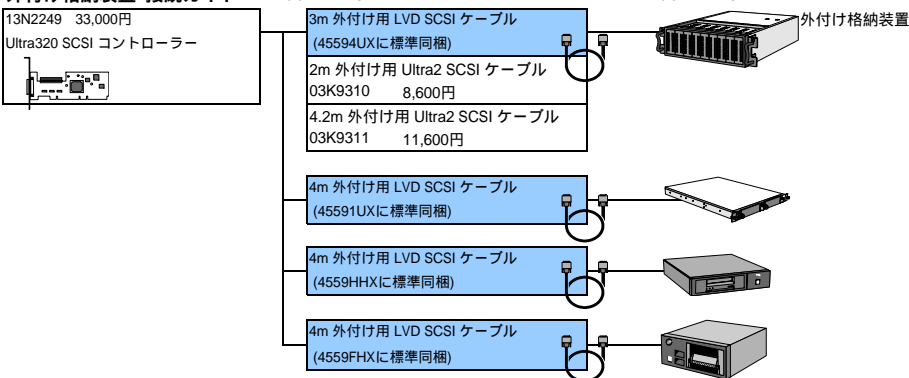 13N2249 33,000円
Ultra320 SCSI コントローラー
3m 外付け用 LVD SCSI ケーブル
(45594UXに標準同梱)
2m 外付け用 Ultra2 SCSI ケーブル
03K9310 8,600円
4.2m 外付け用 Ultra2 SCSI ケーブル
03K9311 11,600円
外付け格納装置
4m 外付け用 LVD SCSI ケーブル
(45591UXに標準同梱)
4m 外付け用 LVD SCSI ケーブル
(4559HHXに標準同梱)
4m 外付け用 LVD SCSI ケーブル
(4559FHXに標準同梱)